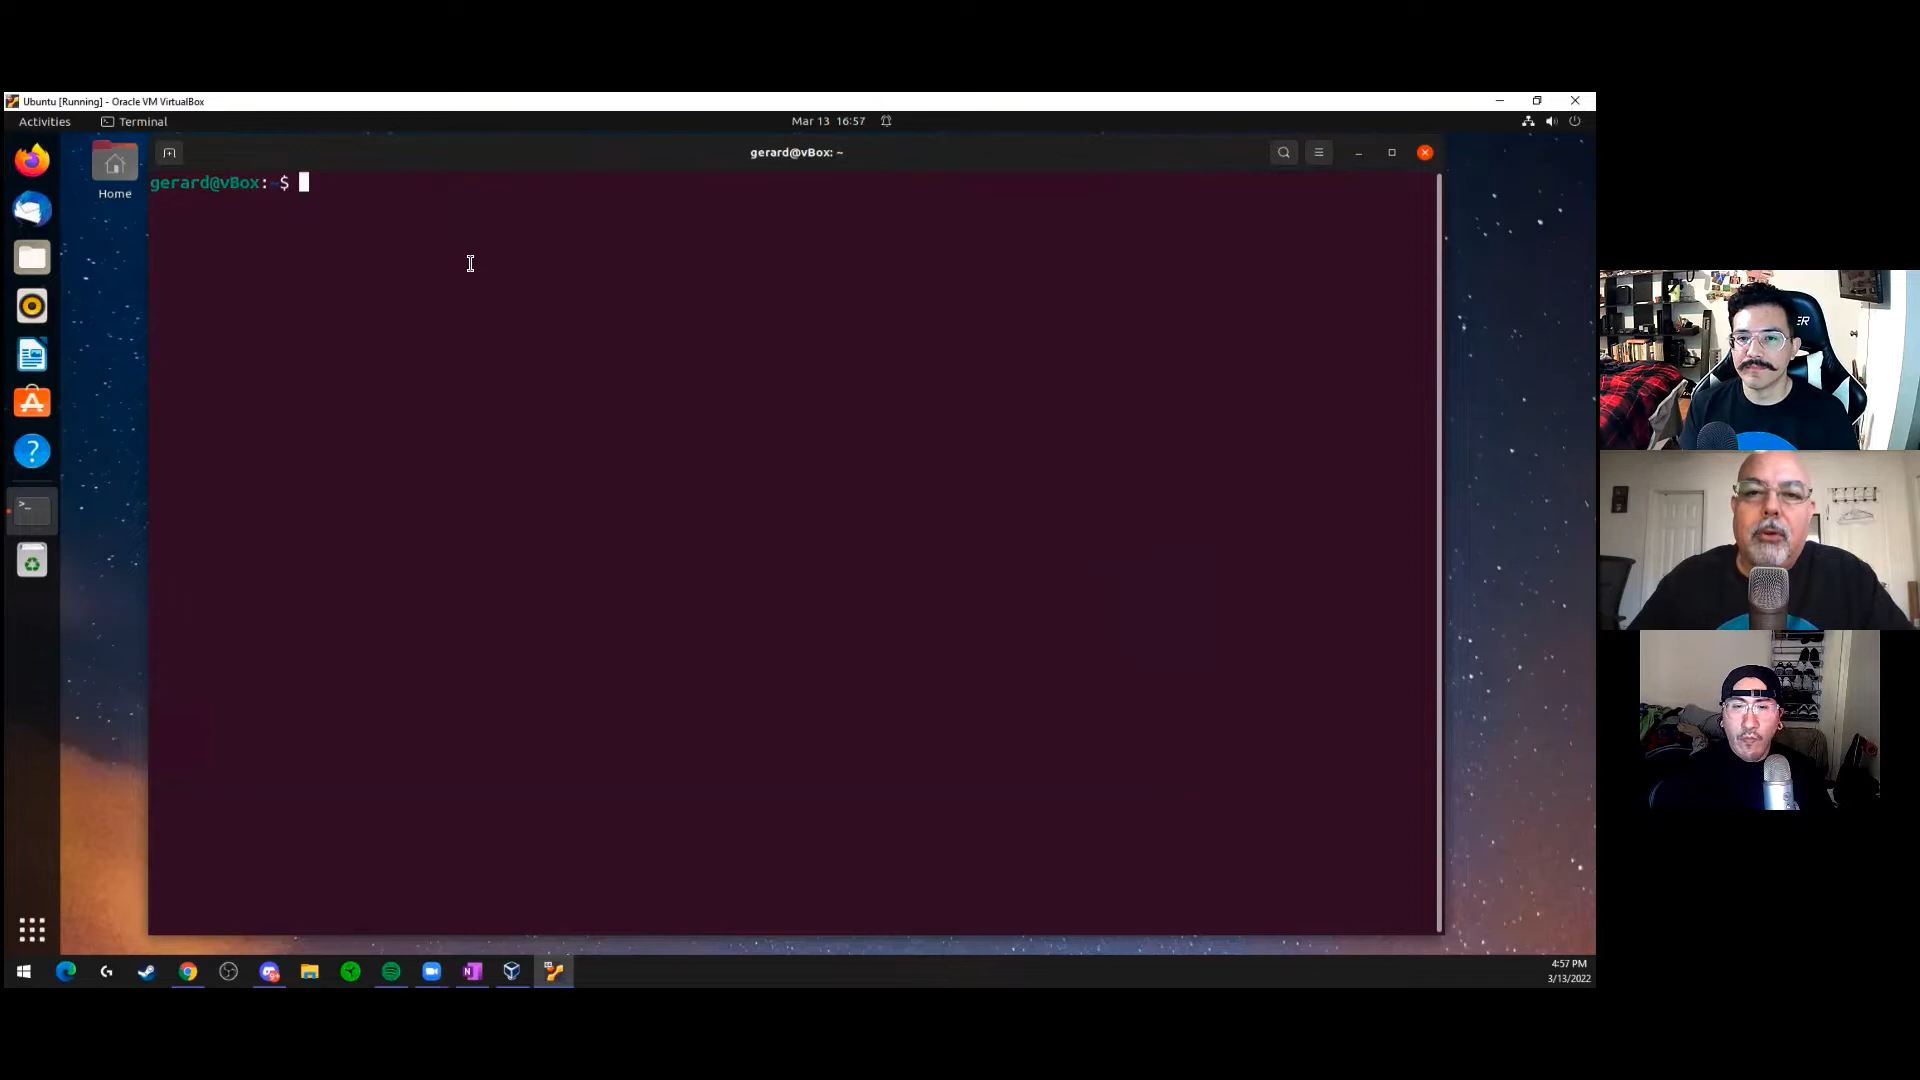 Ubuntu [Running] - Oracle VM VirtualBox
Activities
Terminal
Mar 13 16:57
gerard@vBox: ~
Home
gerard@vBox:~$
ER
4:57 PM
3/13/2022